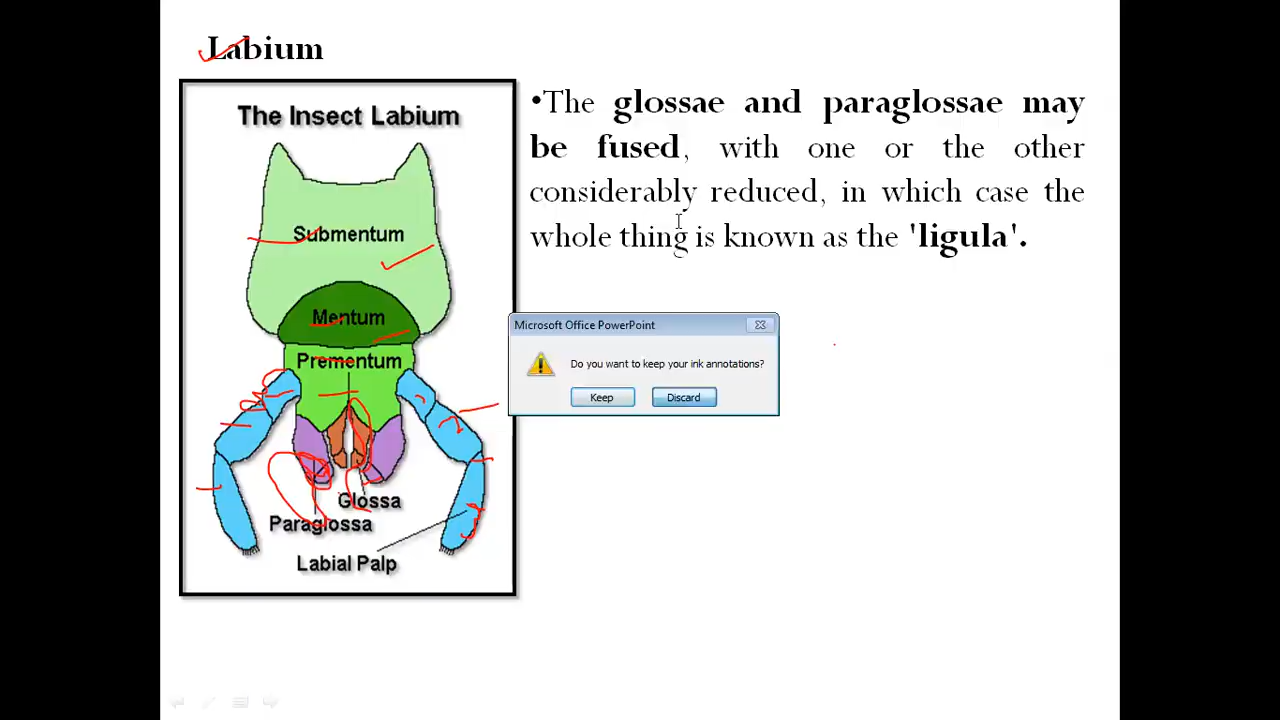 Labium
The Insect Labium
Submentum
Mentum
Prementum
Glossa
Paraglossa
Labial Palp
•The glossae and paraglossae may
be fused, with one or the other
considerably reduced, in which case the
whole thing is known as the 'ligula'.
Microsoft Office PowerPoint
Do you want to keep your ink annotations?
Keep
Discard